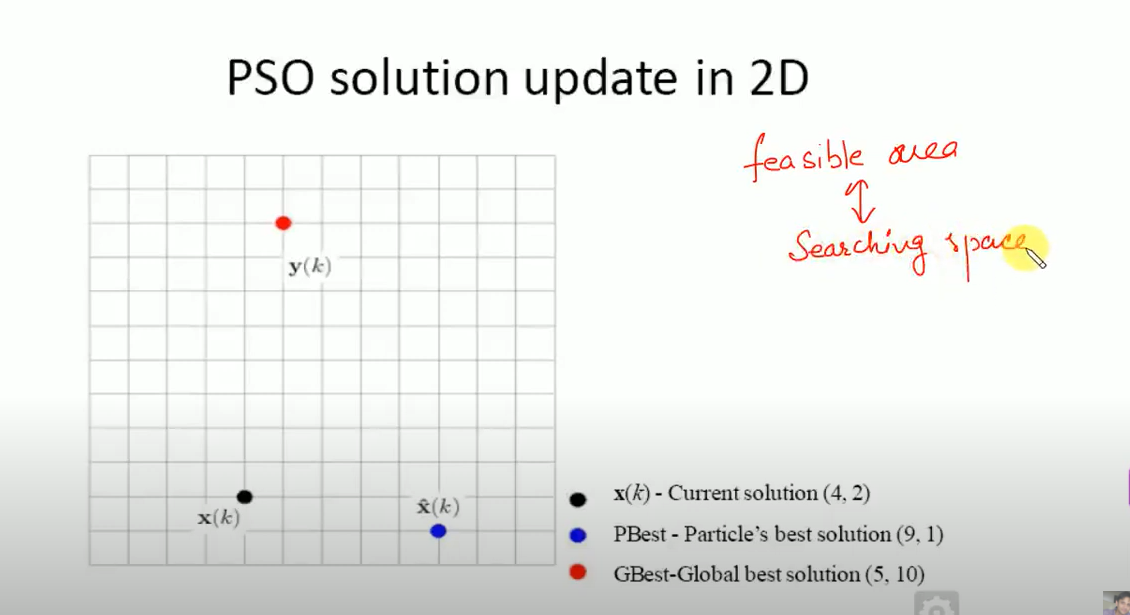 PSO solution update in 2D
feasible area
Searching space
y(k)
x(k)
x̂(k)
x(k) - Current solution (4, 2)
PBest - Particle’s best solution (9, 1)
GBest-Global best solution (5, 10)